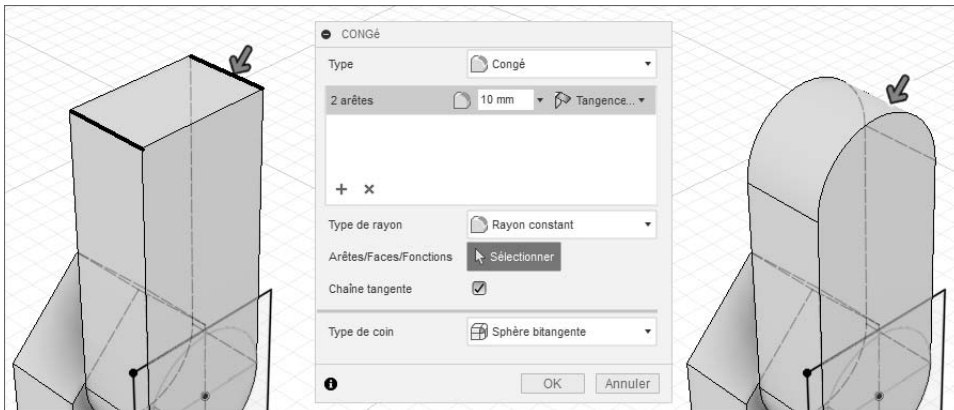 CONGé
Type Congé
2 arêtes 10 mm Tangence...
Type de rayon Rayon constant
Arêtes/Faces/Fonctions Sélectionner
Chaîne tangente
Type de coin Sphère bitangente
OK Annuler